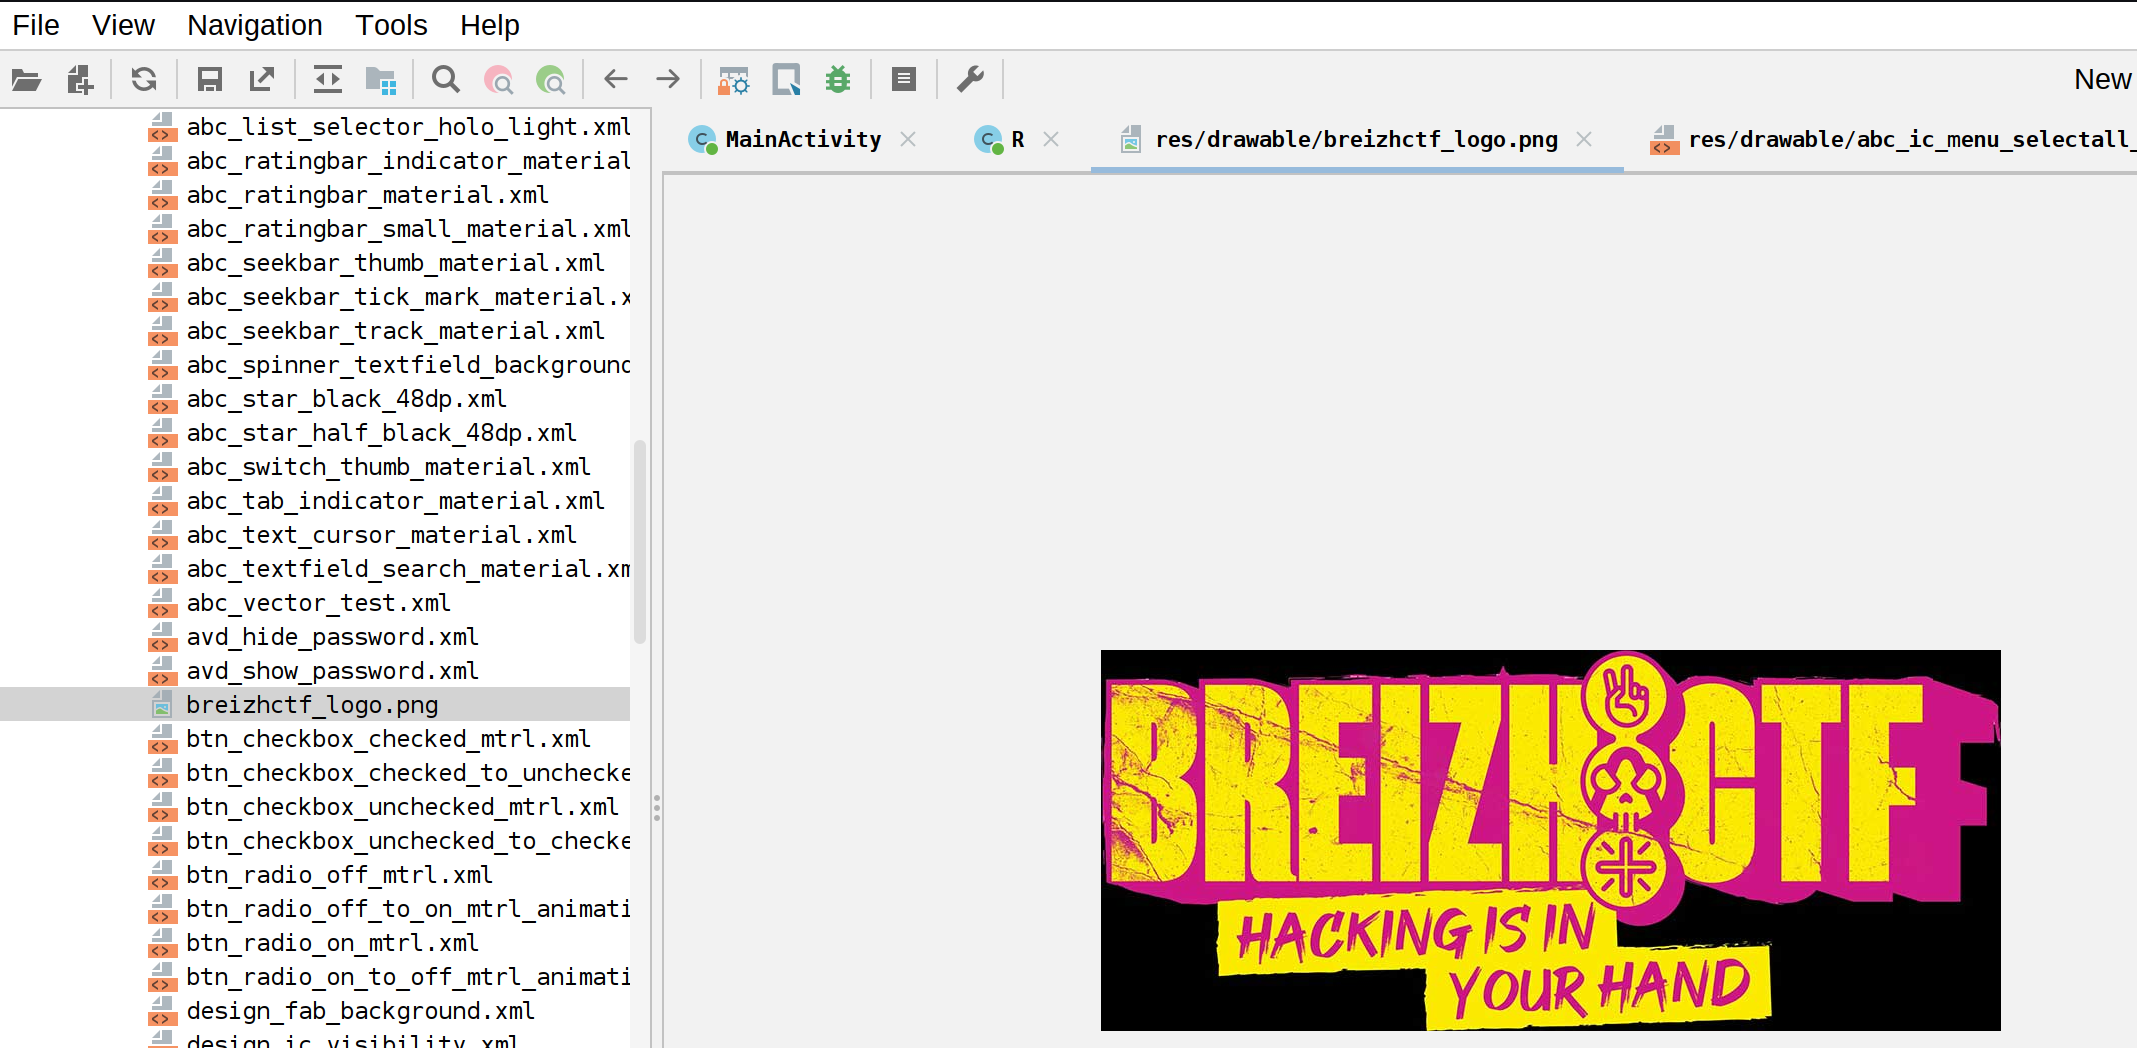 File View Navigation Tools Help
New
abc_list_selector_holo_light.xml
abc_ratingbar_indicator_material
abc_ratingbar_material.xml
abc_ratingbar_small_material.xml
abc_seekbar_thumb_material.xml
abc_seekbar_tick_mark_material.x
abc_seekbar_track_material.xml
abc_spinner_textfield_background
abc_star_black_48dp.xml
abc_star_half_black_48dp.xml
abc_switch_thumb_material.xml
abc_tab_indicator_material.xml
abc_text_cursor_material.xml
abc_textfield_search_material.xm
abc_vector_test.xml
avd_hide_password.xml
avd_show_password.xml
breizhctf_logo.png
btn_checkbox_checked_mtrl.xml
btn_checkbox_checked_to_unchecke
btn_checkbox_unchecked_mtrl.xml
btn_checkbox_unchecked_to_checke
btn_radio_off_mtrl.xml
btn_radio_off_to_on_mtrl_animati
btn_radio_on_mtrl.xml
btn_radio_on_to_off_mtrl_animati
design_fab_background.xml
design_ic_visibility.xml
MainActivity R res/drawable/breizhctf_logo.png res/drawable/abc_ic_menu_selectall_
BREIZH CTF
HACKING IS IN
YOUR HAND